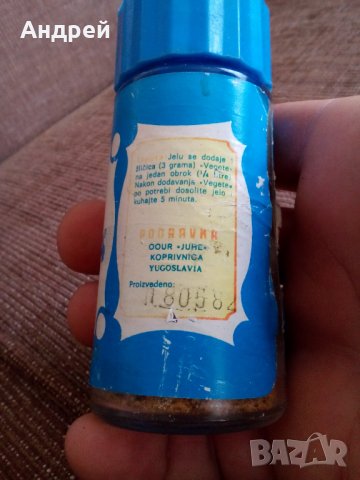 Андрей
Jelu se dodaje
žličica (3 grama) »Vegete«
na jedan obrok (¼ litre).
Nakon dodavanja »Vegete«
po potrebi dosolite jelo
kuhajte 5 minuta.
PODRAVKA
OOUR »JUHE«
KOPRIVNICA
YUGOSLAVIA
Proizvedeno:
BAZAR